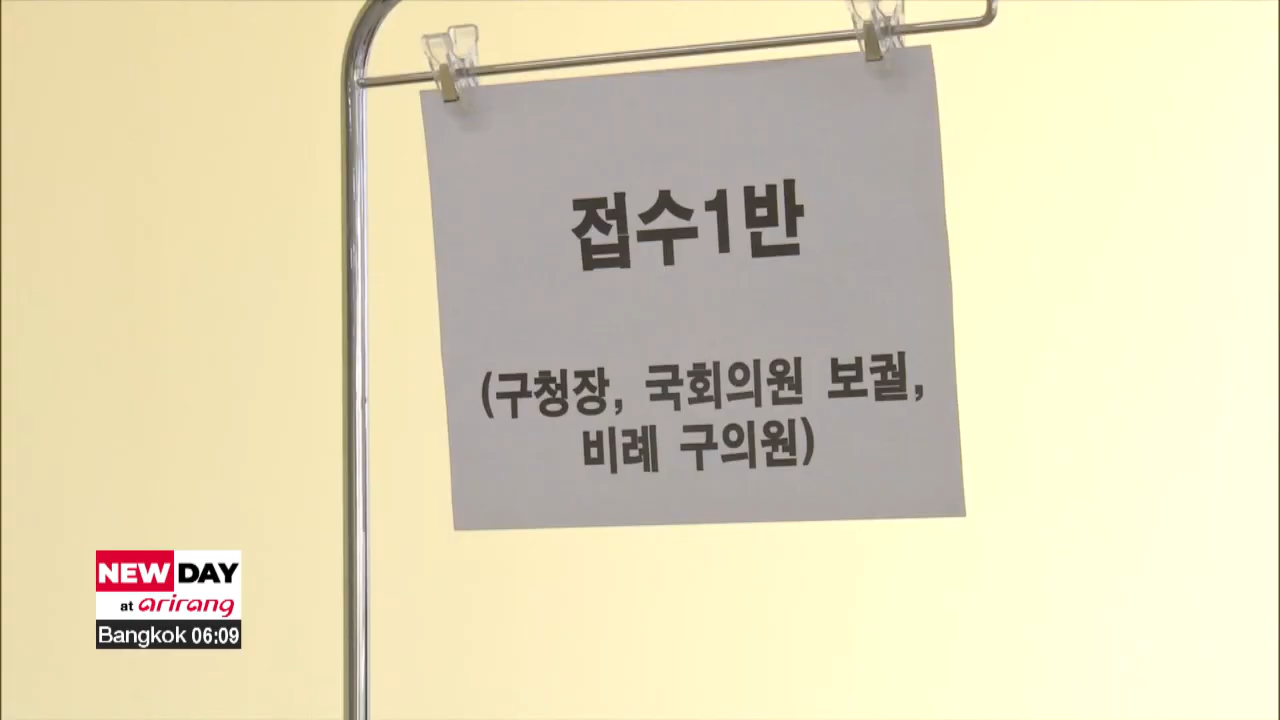 접수1반
(구청장, 국회의원 보궐,
비례 구의원)
NEW DAY
at arirang
Bangkok 06:09